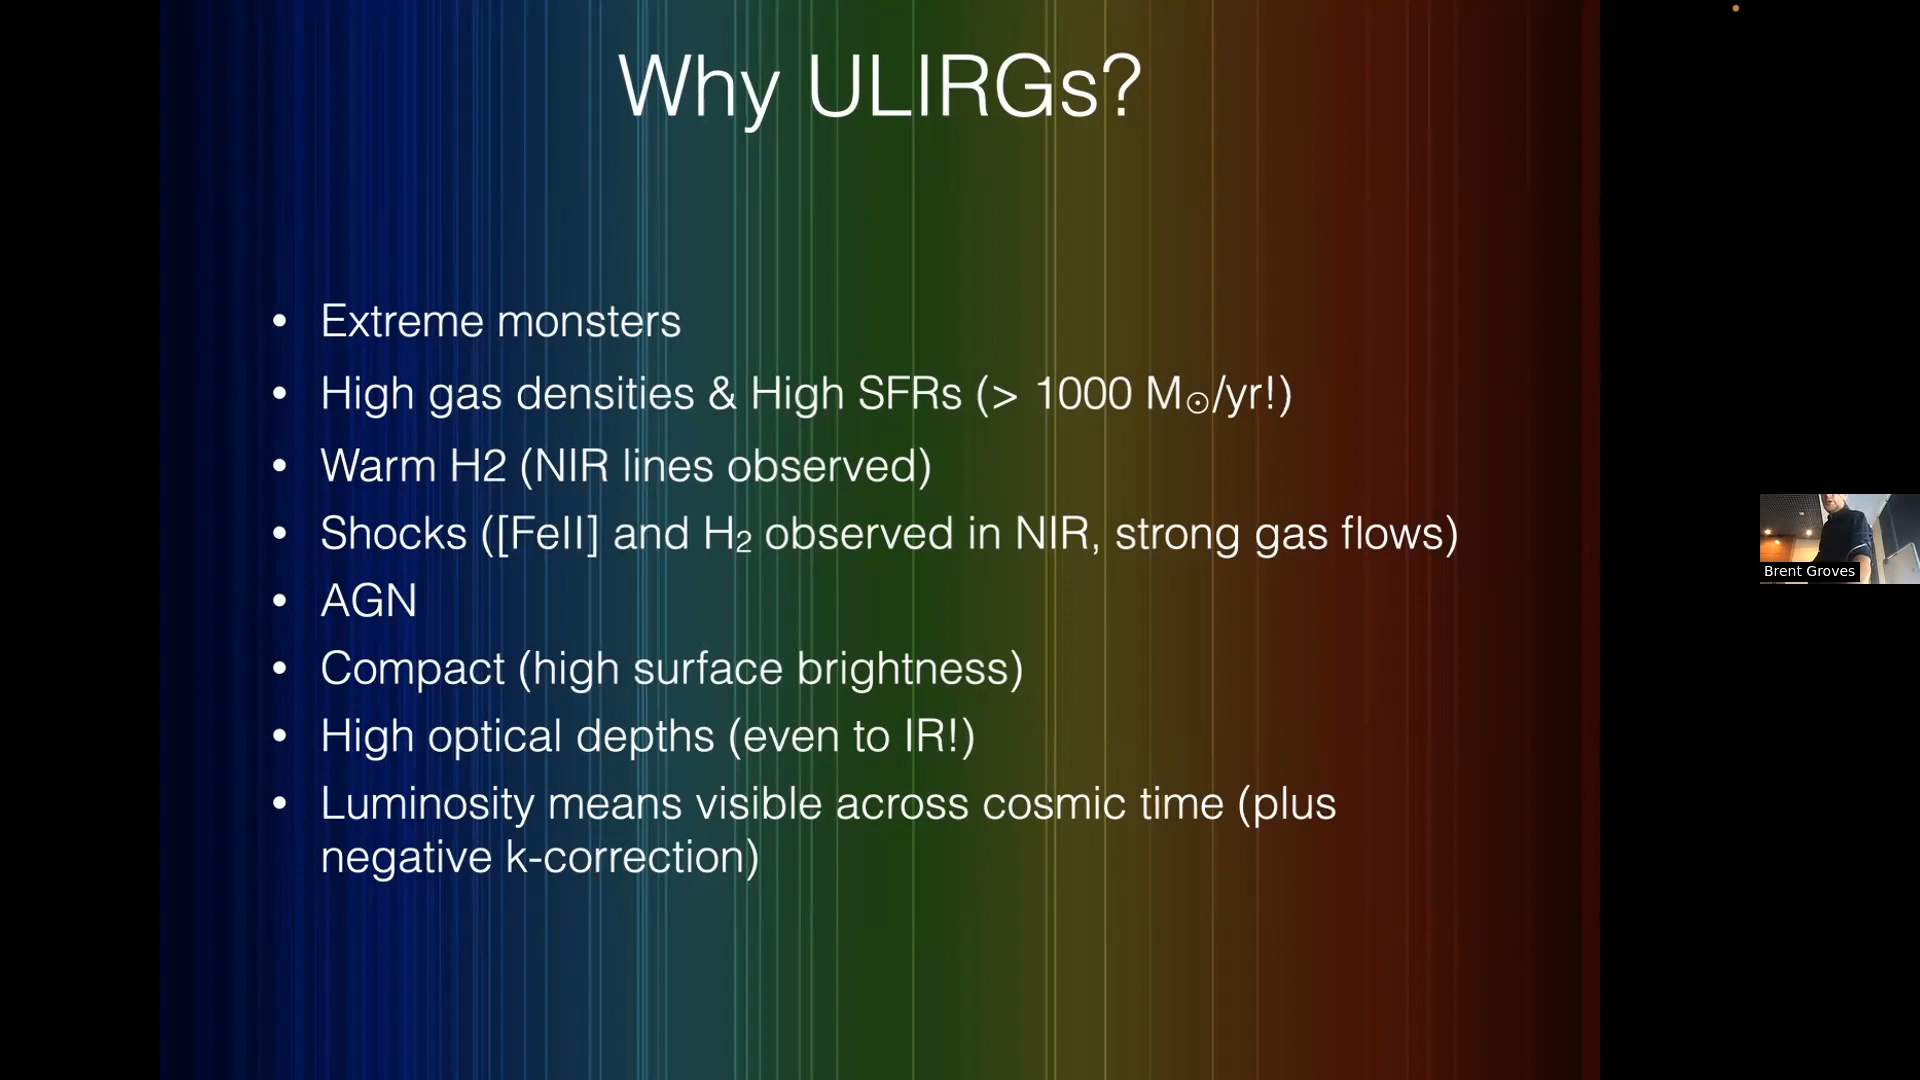 Why ULIRGs?
• Extreme monsters
• High gas densities & High SFRs (> 1000 M☉/yr!)
• Warm H2 (NIR lines observed)
• Shocks ([FeII] and H₂ observed in NIR, strong gas flows)
• AGN
• Compact (high surface brightness)
• High optical depths (even to IR!)
• Luminosity means visible across cosmic time (plus
negative k-correction)
Brent Groves